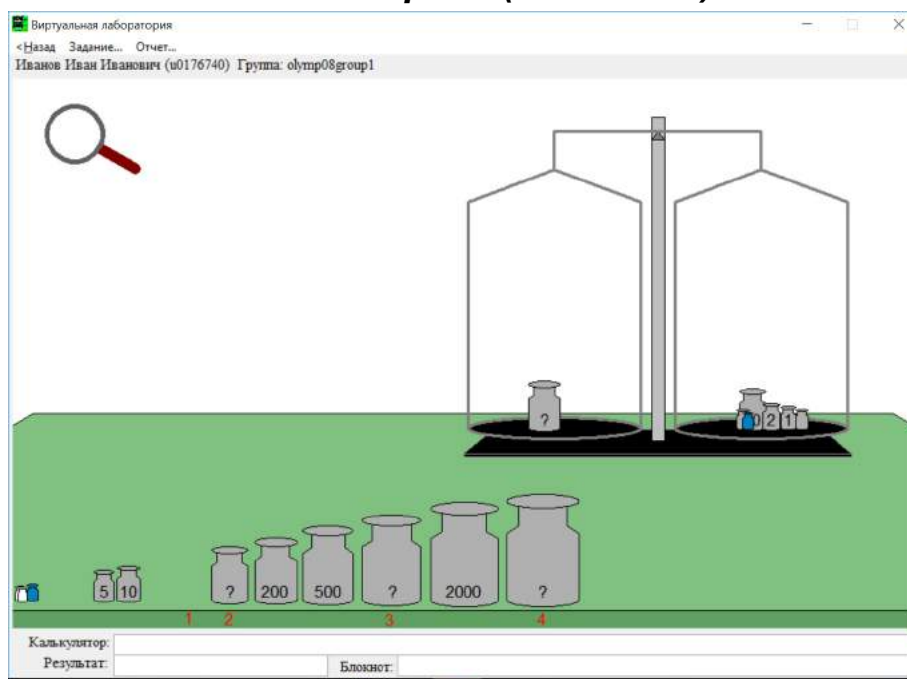 Виртуальная лаборатория
<Назад Задание... Отчет...
Иванов Иван Иванович (u0176740) Группа: olymp08group1
? 0 2 1
5 10 ? 200 500 ? 2000 ?
1 2 3 4
Калькулятор:
Результат: Блокнот: